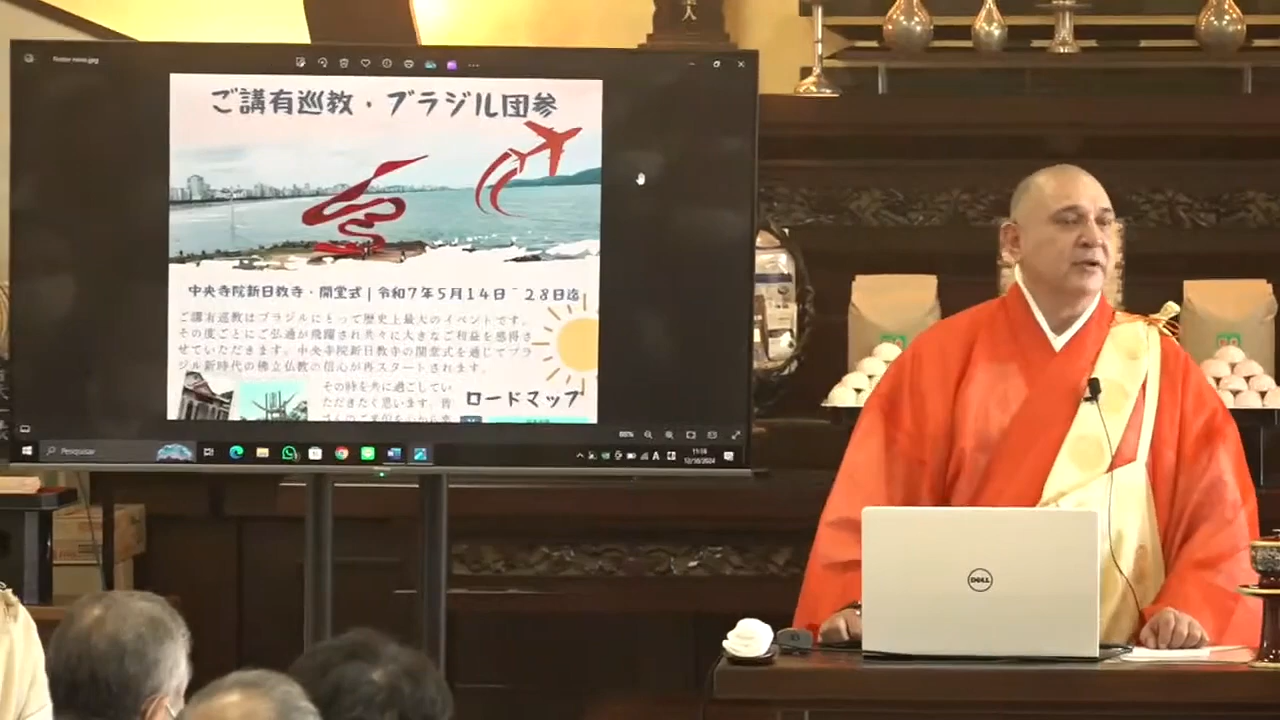 ご講有巡教・ブラジル団参
中央寺院新日教寺・開堂式 | 令和7年5月14日~28日迄
ご講有巡教はブラジルにとって歴史上最大のイベントです。
その度ごとにご弘通が飛躍され共々に大きなご利益を感得さ
せていただきます。中央寺院新日教寺の開堂式を通じてブラ
ジル新時代の佛立仏教の信心が再スタートされます。
その時を共に過ごしてい
ただきたく思います。皆
ロードマップ
Pesquisar
88%
11:18
12/10/2024
DELL